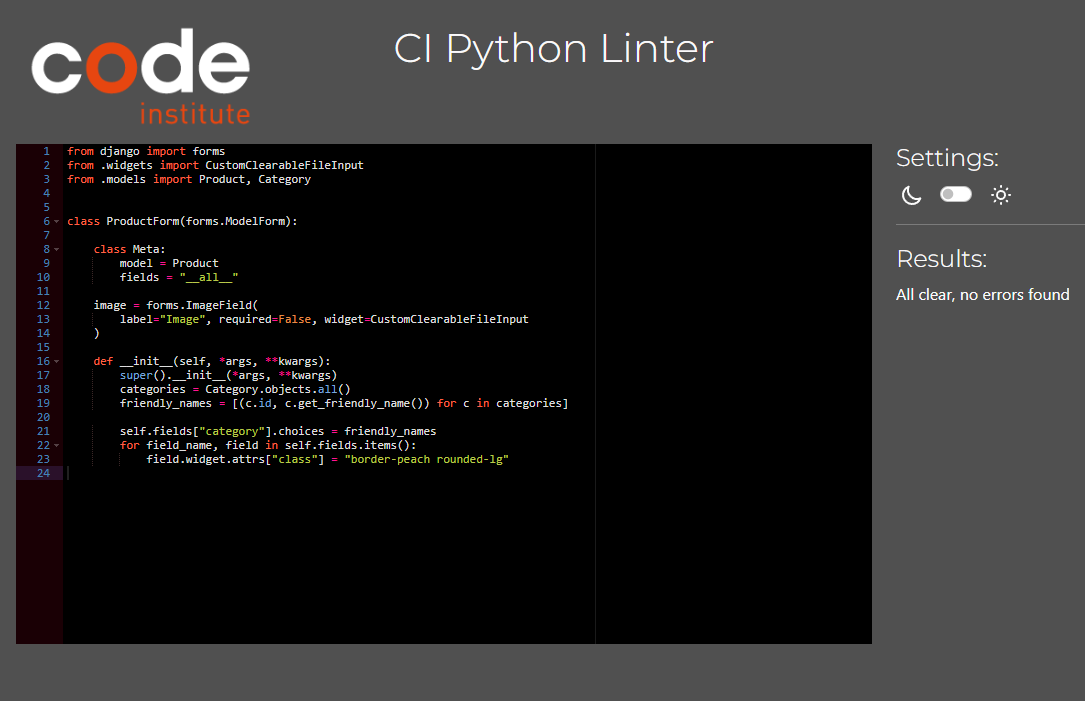 code
institute
CI Python Linter
1 from django import forms
2 from .widgets import CustomClearableFileInput
3 from .models import Product, Category
4
5
6 class ProductForm(forms.ModelForm):
7
8     class Meta:
9         model = Product
10         fields = "__all__"
11
12     image = forms.ImageField(
13         label="Image", required=False, widget=CustomClearableFileInput
14     )
15
16     def __init__(self, *args, **kwargs):
17         super().__init__(*args, **kwargs)
18         categories = Category.objects.all()
19         friendly_names = [(c.id, c.get_friendly_name()) for c in categories]
20
21         self.fields["category"].choices = friendly_names
22         for field_name, field in self.fields.items():
23             field.widget.attrs["class"] = "border-peach rounded-lg"
24
Settings:
Results:
All clear, no errors found